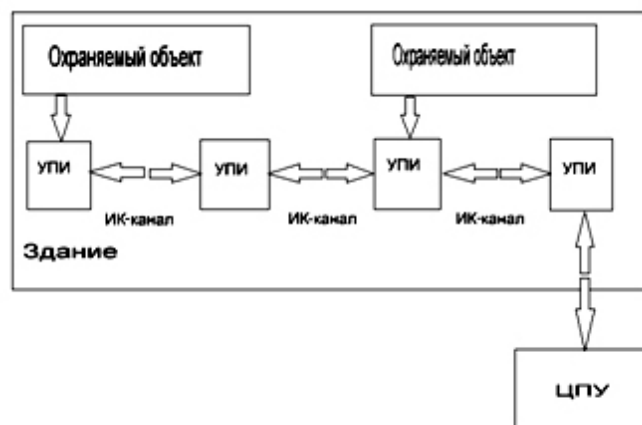 Охраняемый объект
Охраняемый объект
УПИ
УПИ
УПИ
УПИ
ИК-канал
ИК-канал
ИК-канал
Здание
ЦПУ